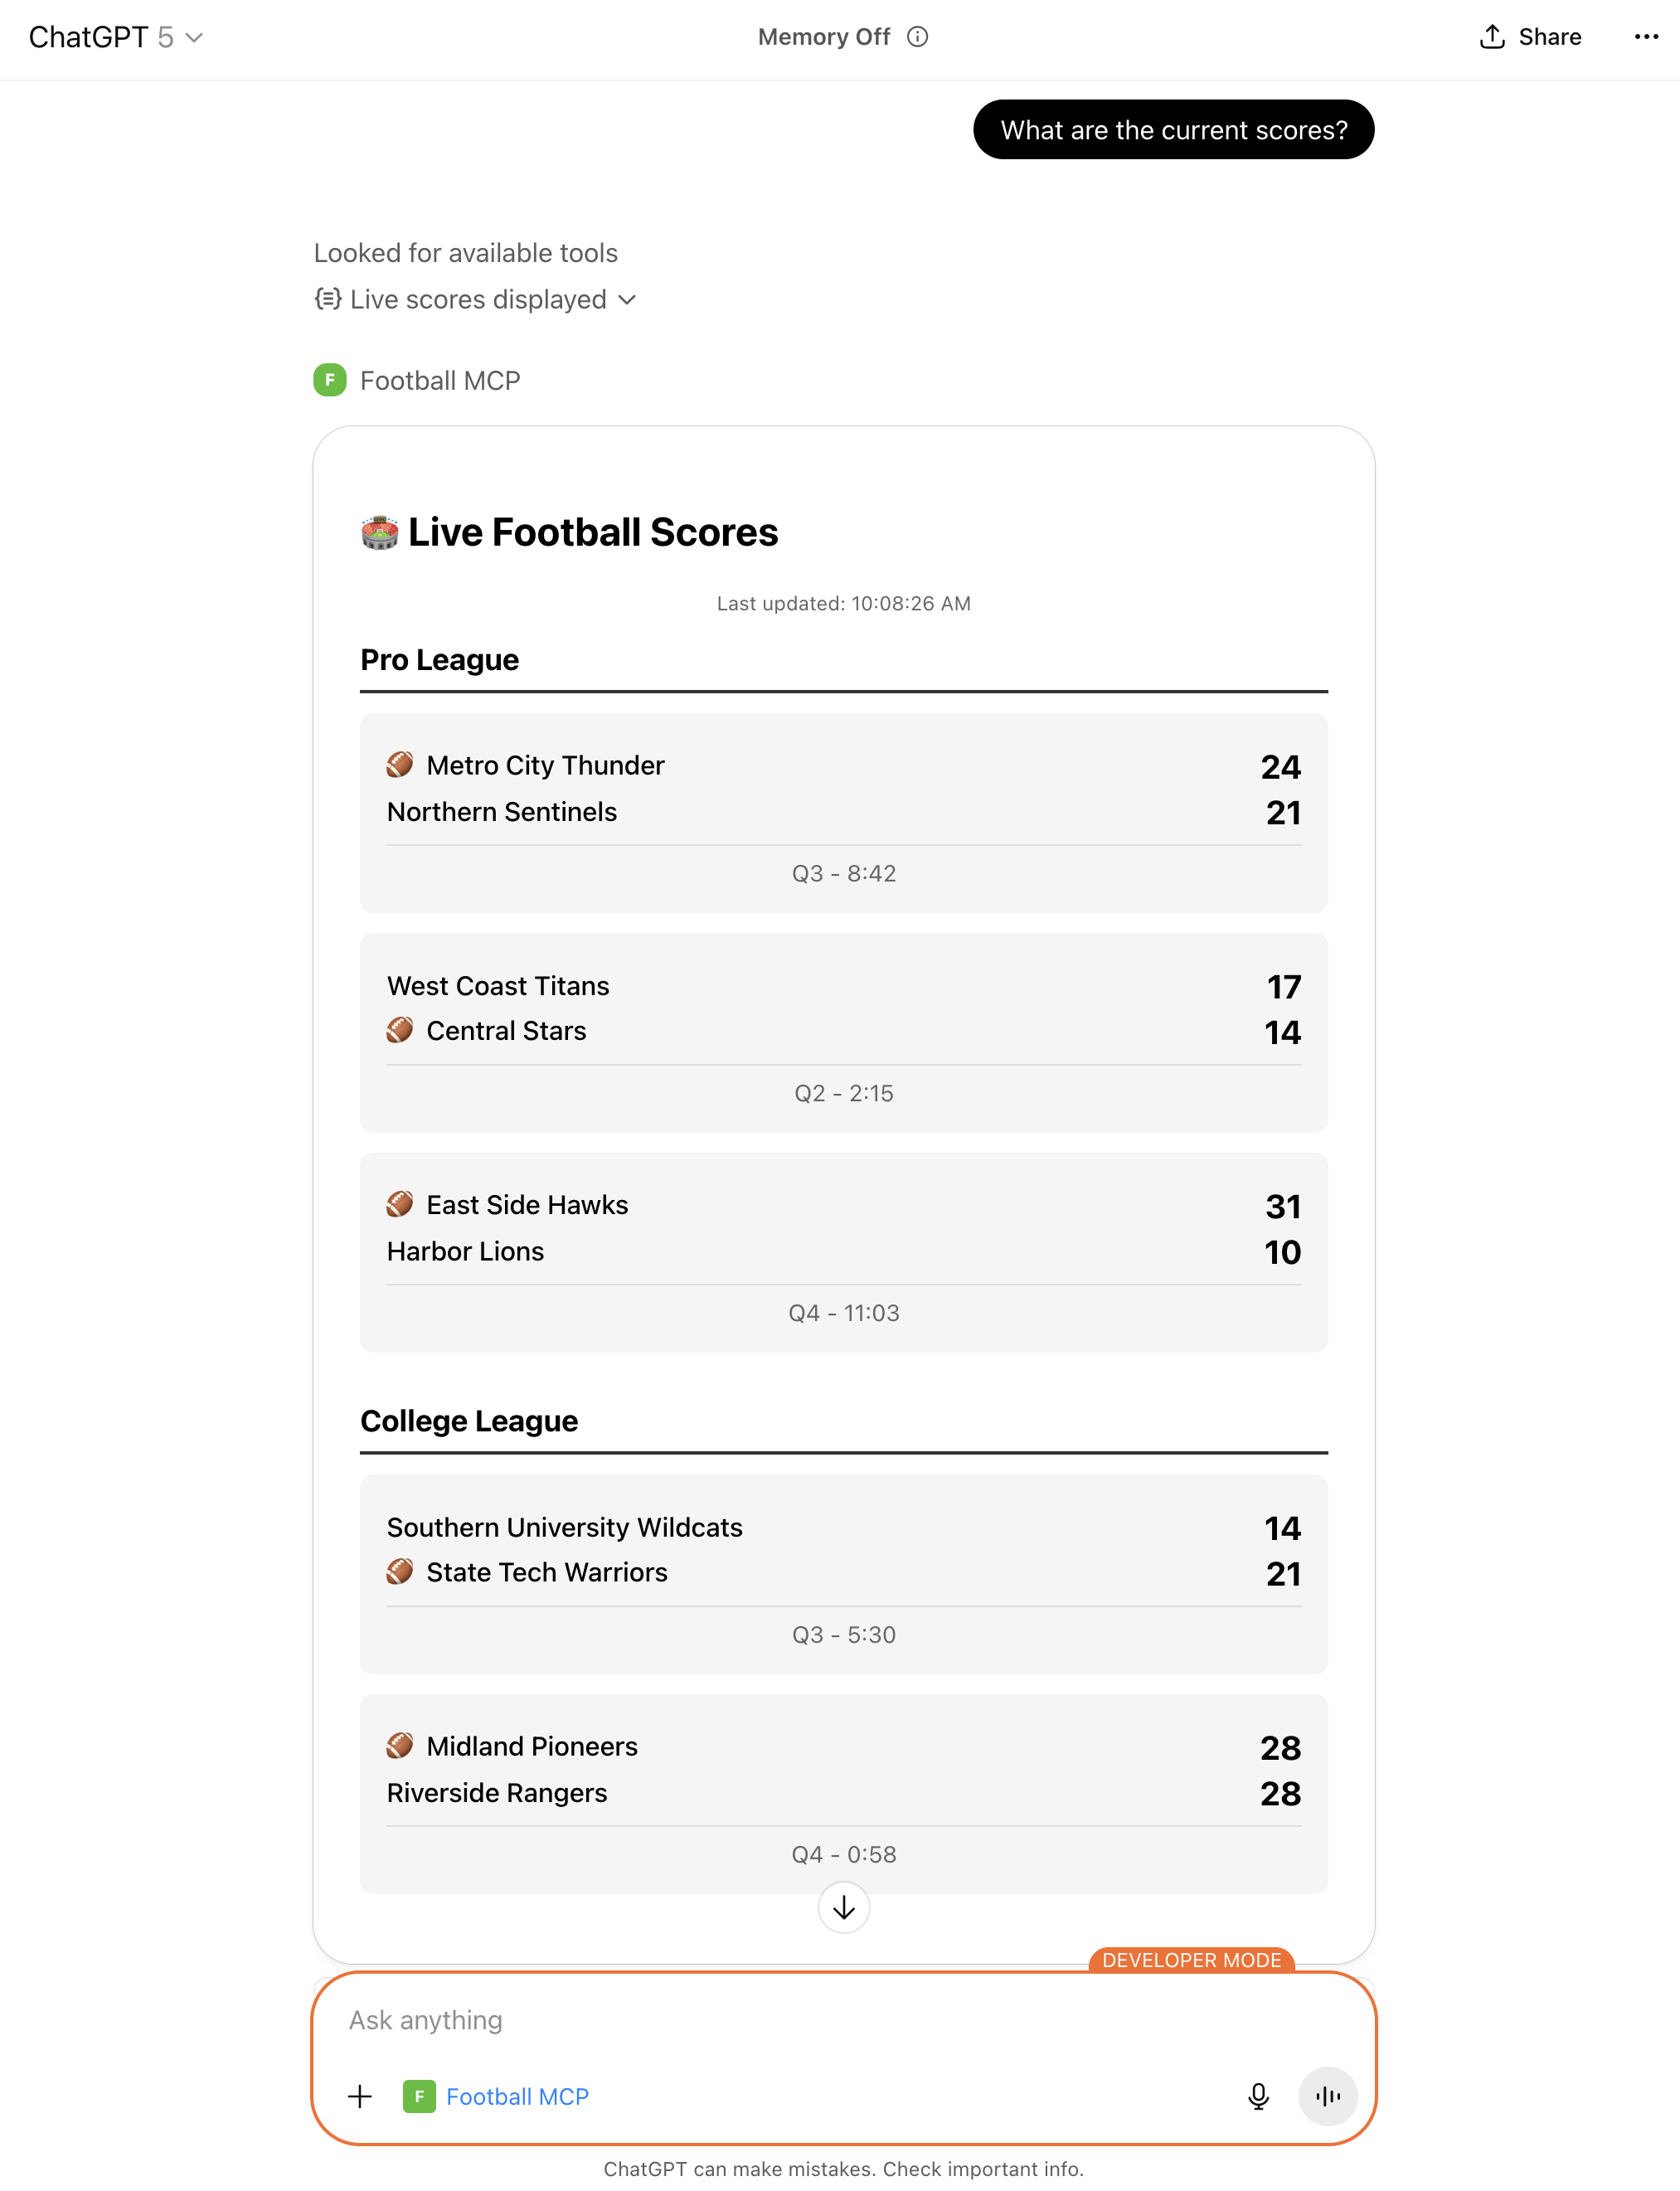 ChatGPT 5
Memory Off
Share
What are the current scores?
Looked for available tools
Live scores displayed
F Football MCP
Live Football Scores
Last updated: 10:08:26 AM
Pro League
Metro City Thunder 24
Northern Sentinels 21
Q3 - 8:42
West Coast Titans 17
Central Stars 14
Q2 - 2:15
East Side Hawks 31
Harbor Lions 10
Q4 - 11:03
College League
Southern University Wildcats 14
State Tech Warriors 21
Q3 - 5:30
Midland Pioneers 28
Riverside Rangers 28
Q4 - 0:58
DEVELOPER MODE
Ask anything
F Football MCP
ChatGPT can make mistakes. Check important info.